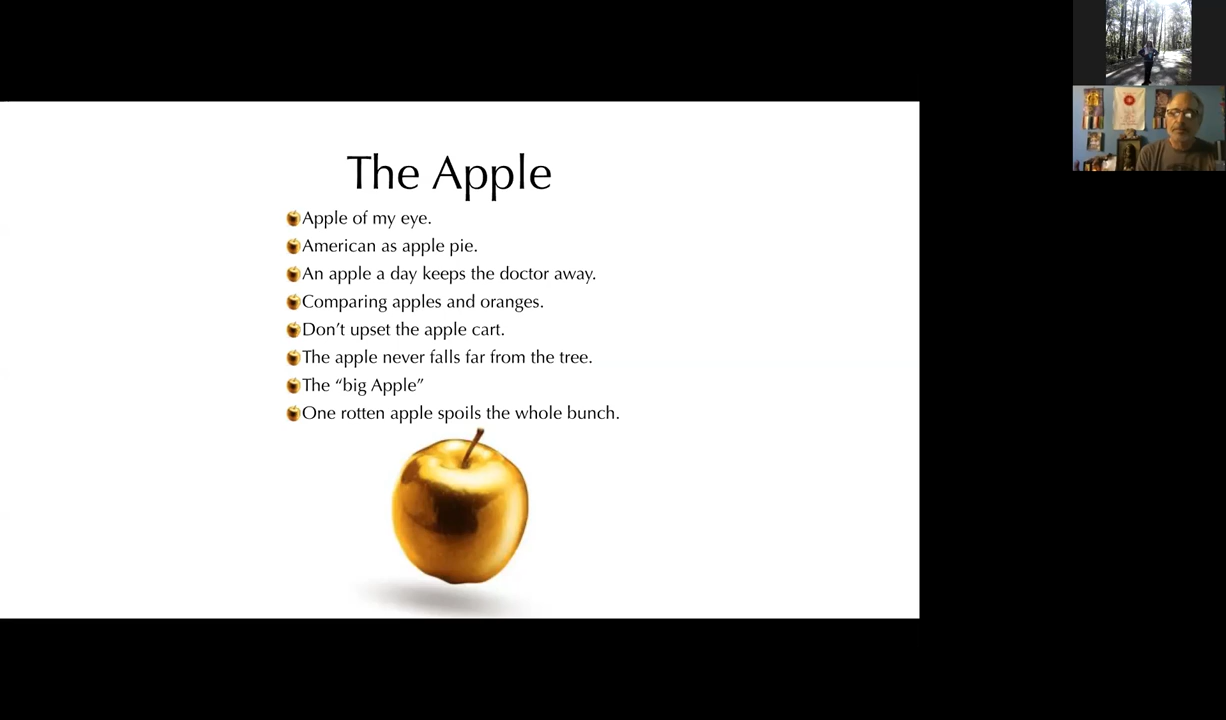 The Apple
Apple of my eye.
American as apple pie.
An apple a day keeps the doctor away.
Comparing apples and oranges.
Don’t upset the apple cart.
The apple never falls far from the tree.
The “big Apple”
One rotten apple spoils the whole bunch.